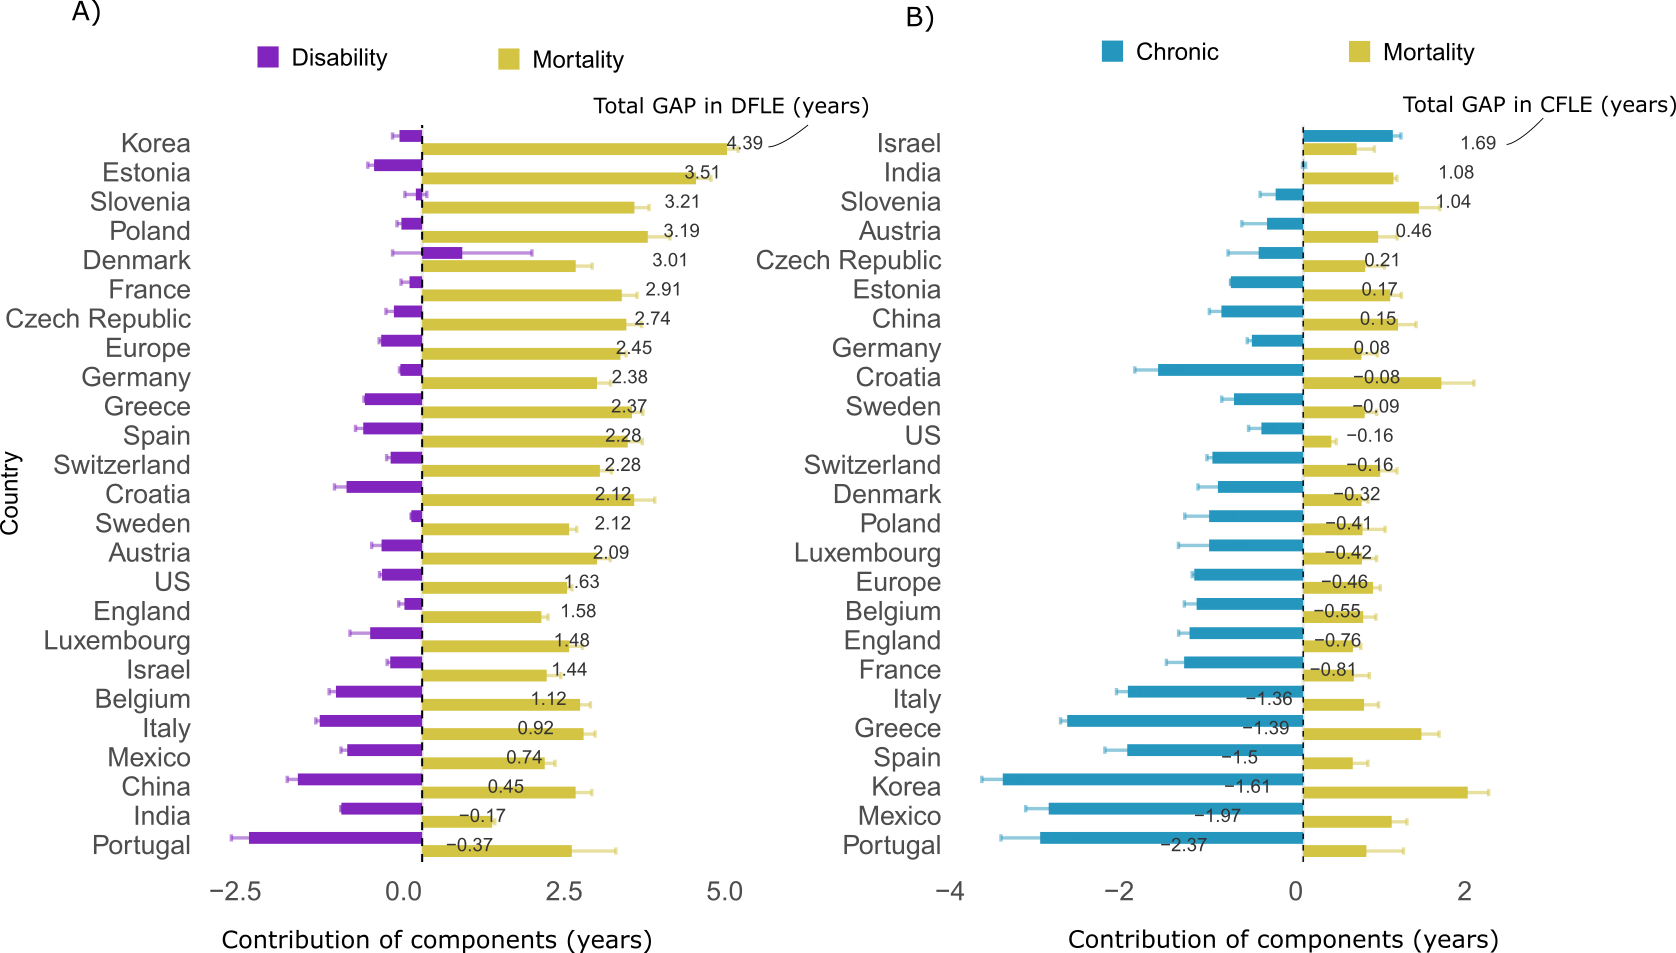 A)
Disability
Mortality
Total GAP in DFLE (years)
Country
Korea 4.39
Estonia 3.51
Slovenia 3.21
Poland 3.19
Denmark 3.01
France 2.91
Czech Republic 2.74
Europe 2.45
Germany 2.38
Greece 2.37
Spain 2.28
Switzerland 2.28
Croatia 2.12
Sweden 2.12
Austria 2.09
US 1.63
England 1.58
Luxembourg 1.48
Israel 1.44
Belgium 1.12
Italy 0.92
Mexico 0.74
China 0.45
India −0.17
Portugal −0.37
−2.5 0.0 2.5 5.0
Contribution of components (years)
B)
Chronic
Mortality
Total GAP in CFLE (years)
Israel 1.69
India 1.08
Slovenia 1.04
Austria 0.46
Czech Republic 0.21
Estonia 0.17
China 0.15
Germany 0.08
Croatia −0.08
Sweden −0.09
US −0.16
Switzerland −0.16
Denmark −0.32
Poland −0.41
Luxembourg −0.42
Europe −0.46
Belgium −0.55
England −0.76
France −0.81
Italy −1.36
Greece −1.39
Spain −1.5
Korea −1.61
Mexico −1.97
Portugal −2.37
−4 −2 0 2
Contribution of components (years)